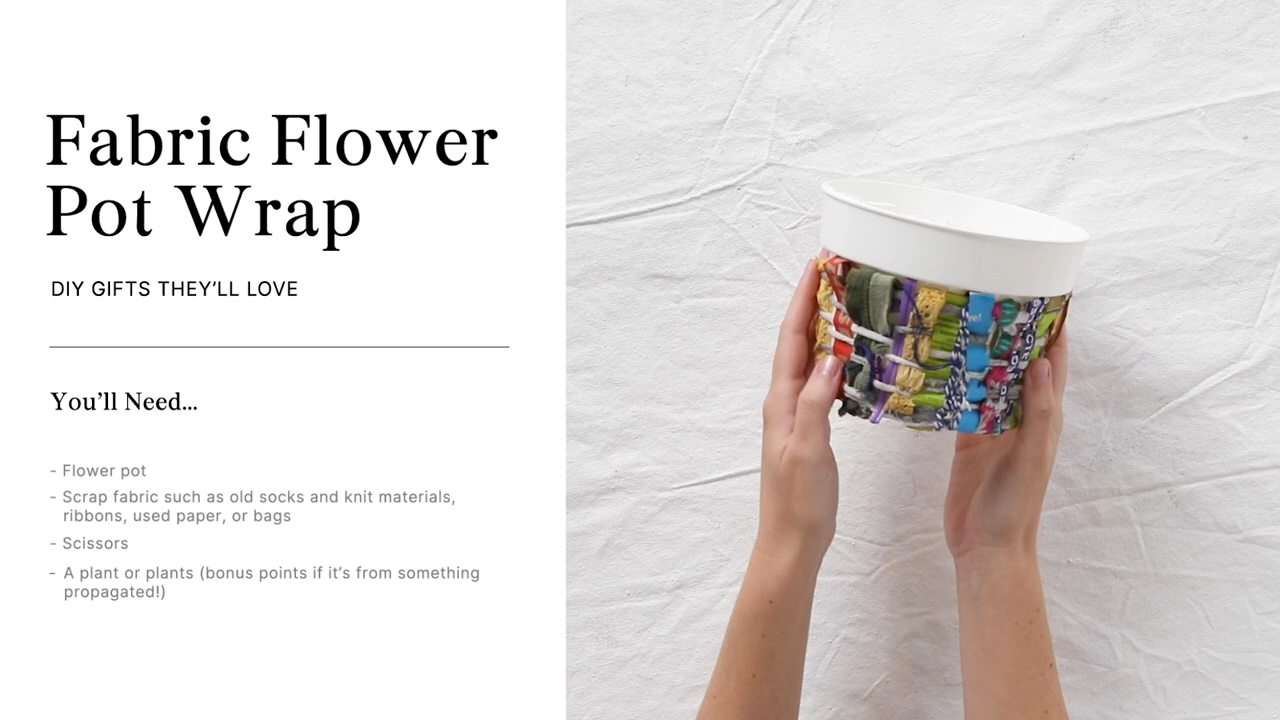 Fabric Flower
Pot Wrap
DIY GIFTS THEY’LL LOVE
You’ll Need...
- Flower pot
- Scrap fabric such as old socks and knit materials,
ribbons, used paper, or bags
- Scissors
- A plant or plants (bonus points if it’s from something
propagated!)